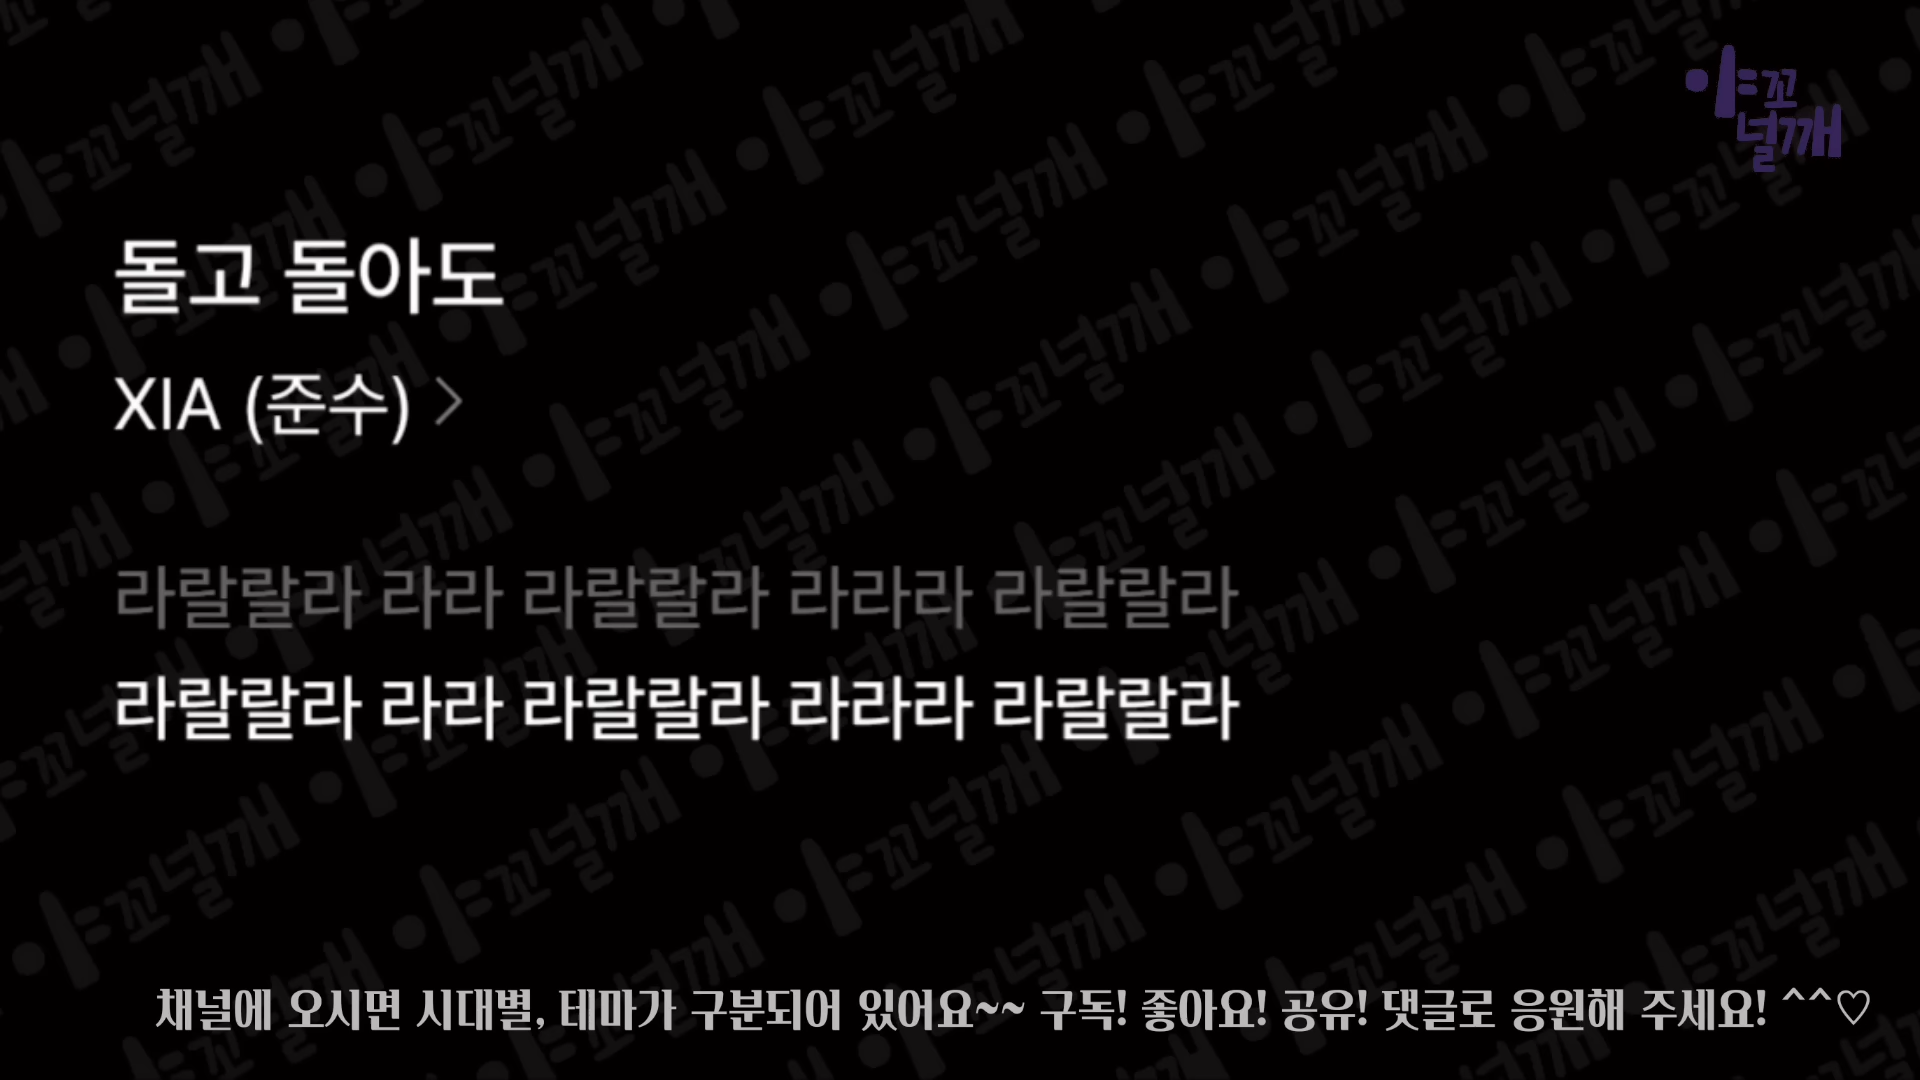 야꼬
널깨
돌고 돌아도
XIA (준수) >
라랄랄라 라라 라랄랄라 라라라 라랄랄라
라랄랄라 라라 라랄랄라 라라라 라랄랄라
채널에 오시면 시대별, 테마가 구분되어 있어요~~ 구독! 좋아요! 공유! 댓글로 응원해 주세요! ^^♡